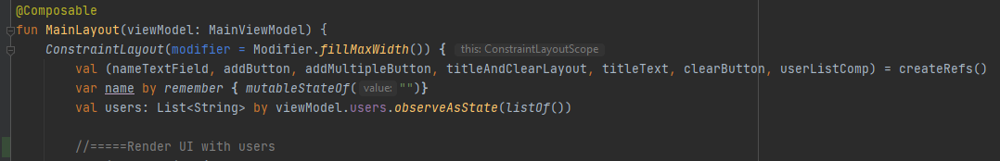 @Composable
fun MainLayout(viewModel: MainViewModel) {
ConstraintLayout(modifier = Modifier.fillMaxWidth()) { this: ConstraintLayoutScope
val (nameTextField, addButton, addMultipleButton, titleAndClearLayout, titleText, clearButton, userListComp) = createRefs()
var name by remember { mutableStateOf( value: "")}
val users: List<String> by viewModel.users.observeAsState(listOf())
//=====Render UI with users